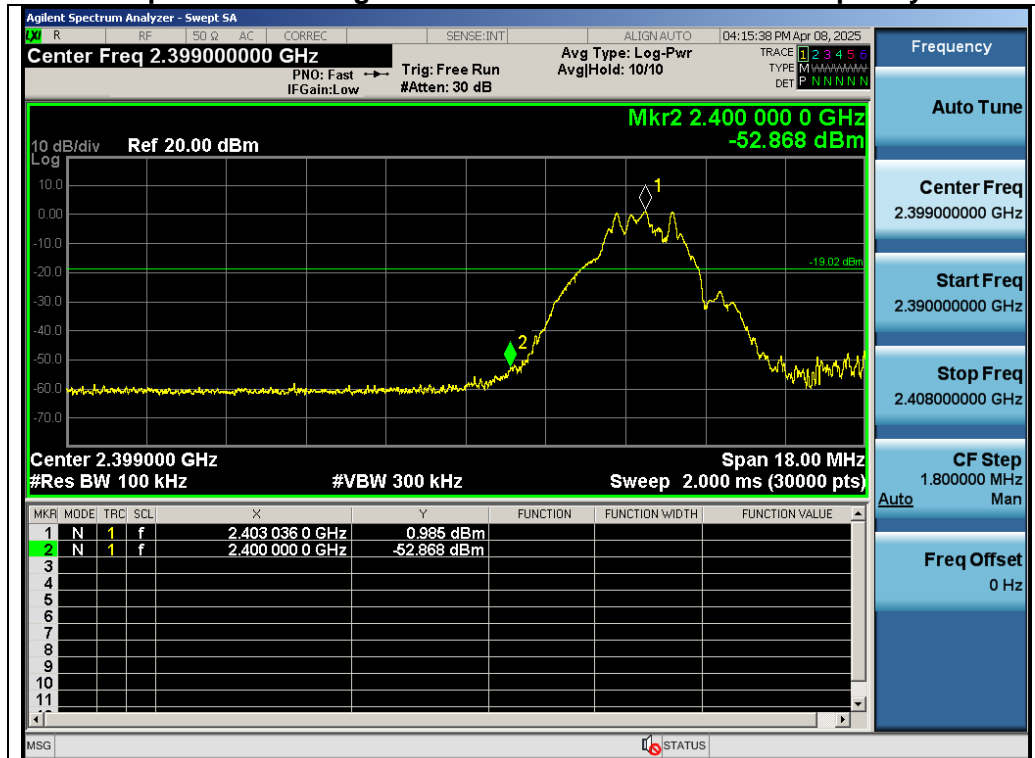 Agilent Spectrum Analyzer - Swept SA
LXI R RF 50 Ω AC CORREC SENSE:INT ALIGN AUTO 04:15:38 PM Apr 08, 2025
Center Freq 2.399000000 GHz
PNO: Fast
IFGain:Low
Trig: Free Run
#Atten: 30 dB
Avg Type: Log-Pwr
Avg|Hold: 10/10
TRACE 1 2 3 4 5 6
TYPE M WWWWW
DET P N N N N N
Mkr2 2.400 000 0 GHz
-52.868 dBm
10 dB/div Ref 20.00 dBm
Log
10.0
0.00
-10.0
-20.0
-30.0
-40.0
-50.0
-60.0
-70.0
1
2
-19.02 dBm
Center 2.399000 GHz Span 18.00 MHz
#Res BW 100 kHz #VBW 300 kHz Sweep 2.000 ms (30000 pts)
MKR MODE TRC SCL X Y FUNCTION FUNCTION WIDTH FUNCTION VALUE
1 N 1 f 2.403 036 0 GHz 0.985 dBm
2 N 1 f 2.400 000 0 GHz -52.868 dBm
3
4
5
6
7
8
9
10
11
MSG STATUS
Frequency
Auto Tune
Center Freq
2.399000000 GHz
Start Freq
2.390000000 GHz
Stop Freq
2.408000000 GHz
CF Step
1.800000 MHz
Auto Man
Freq Offset
0 Hz